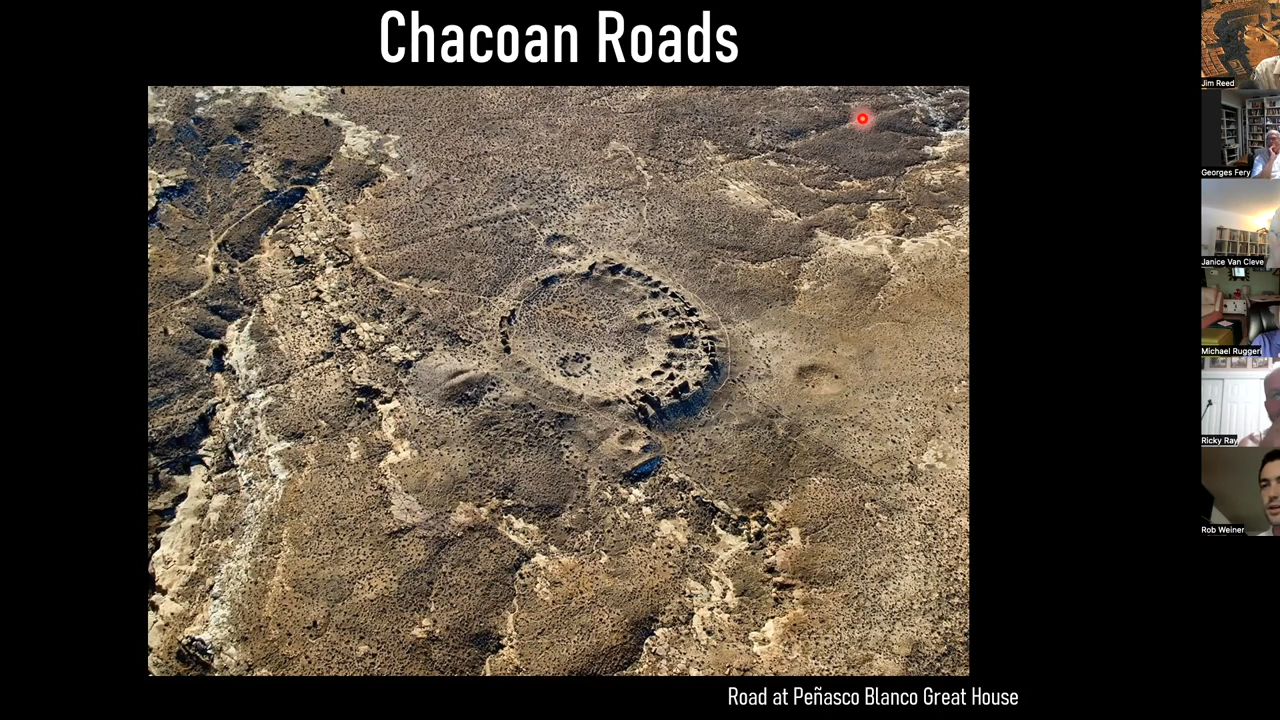 Chacoan Roads
Jim Reed
Georges Fery
Janice Van Cleve
Michael Ruggeri
Ricky Ray
Rob Weiner
Road at Peñasco Blanco Great House